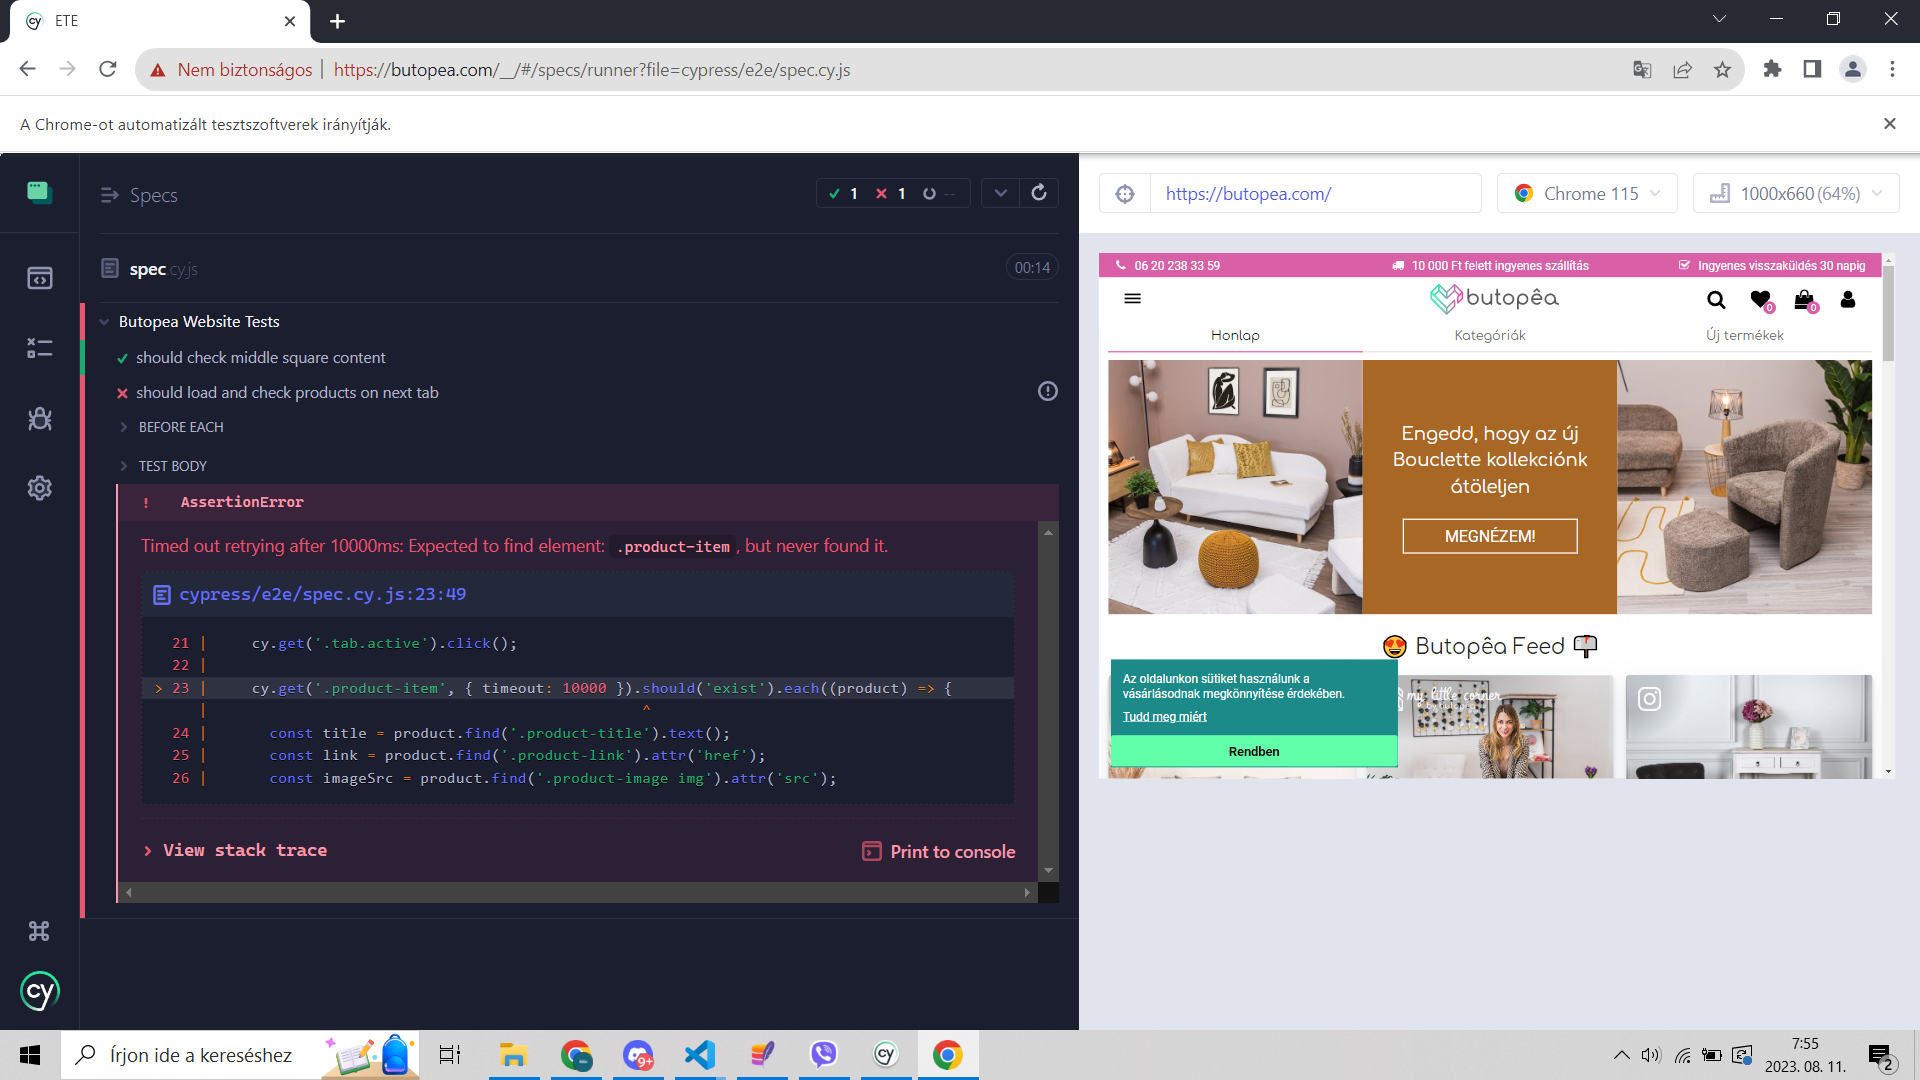 ETE
Nem biztonságos | https://butopea.com/__/#/specs/runner?file=cypress/e2e/spec.cy.js
A Chrome-ot automatizált tesztszoftverek irányítják.
Specs
1
1
--
spec.cy.js
00:14
Butopea Website Tests
should check middle square content
should load and check products on next tab
BEFORE EACH
TEST BODY
! AssertionError
Timed out retrying after 10000ms: Expected to find element: .product-item, but never found it.
cypress/e2e/spec.cy.js:23:49
21 | cy.get('.tab.active').click();
22 |
> 23 | cy.get('.product-item', { timeout: 10000 }).should('exist').each((product) => {
| ^
24 | const title = product.find('.product-title').text();
25 | const link = product.find('.product-link').attr('href');
26 | const imageSrc = product.find('.product-image img').attr('src');
> View stack trace
Print to console
cy
https://butopea.com/
Chrome 115
1000x660 (64%)
06 20 238 33 59
10 000 Ft felett ingyenes szállítás
Ingyenes visszaküldés 30 napig
butopêa
0
0
Honlap
Kategóriák
Új termékek
Engedd, hogy az új
Bouclette kollekciónk
átöleljen
MEGNÉZEM!
😍 Butopêa Feed 📬
Az oldalunkon sütiket használunk a
vásárlásodnak megkönnyítése érdekében.
Tudd meg miért
Rendben
my little corner
by butopêa
Írjon ide a kereséshez
9+
cy
7:55
2023. 08. 11.
2